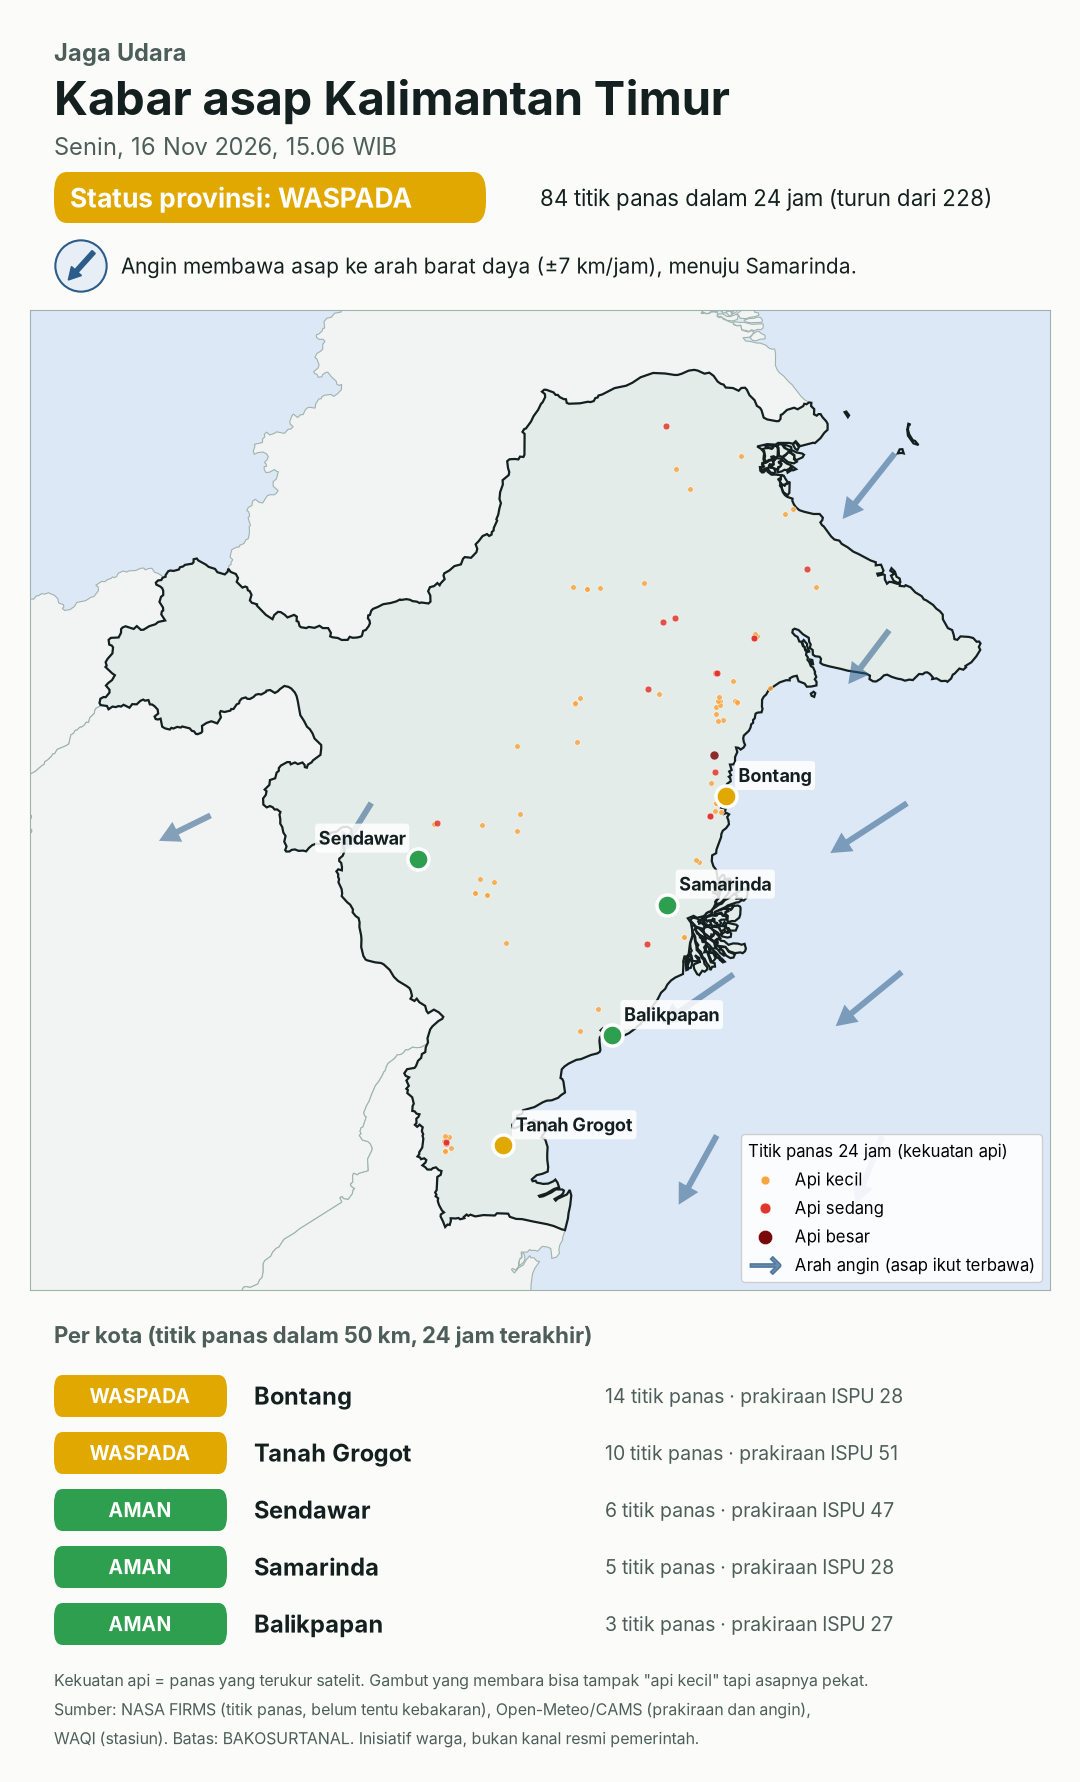 Jaga Udara
Kabar asap Kalimantan Timur
Senin, 16 Nov 2026, 15.06 WIB
Status provinsi: WASPADA
84 titik panas dalam 24 jam (turun dari 228)
Angin membawa asap ke arah barat daya (±7 km/jam), menuju Samarinda.
Bontang
Sendawar
Samarinda
Balikpapan
Tanah Grogot
Titik panas 24 jam (kekuatan api)
Api kecil
Api sedang
Api besar
Arah angin (asap ikut terbawa)
Per kota (titik panas dalam 50 km, 24 jam terakhir)
WASPADA Bontang 14 titik panas · prakiraan ISPU 28
WASPADA Tanah Grogot 10 titik panas · prakiraan ISPU 51
AMAN Sendawar 6 titik panas · prakiraan ISPU 47
AMAN Samarinda 5 titik panas · prakiraan ISPU 28
AMAN Balikpapan 3 titik panas · prakiraan ISPU 27
Kekuatan api = panas yang terukur satelit. Gambut yang membara bisa tampak "api kecil" tapi asapnya pekat.
Sumber: NASA FIRMS (titik panas, belum tentu kebakaran), Open-Meteo/CAMS (prakiraan dan angin),
WAQI (stasiun). Batas: BAKOSURTANAL. Inisiatif warga, bukan kanal resmi pemerintah.